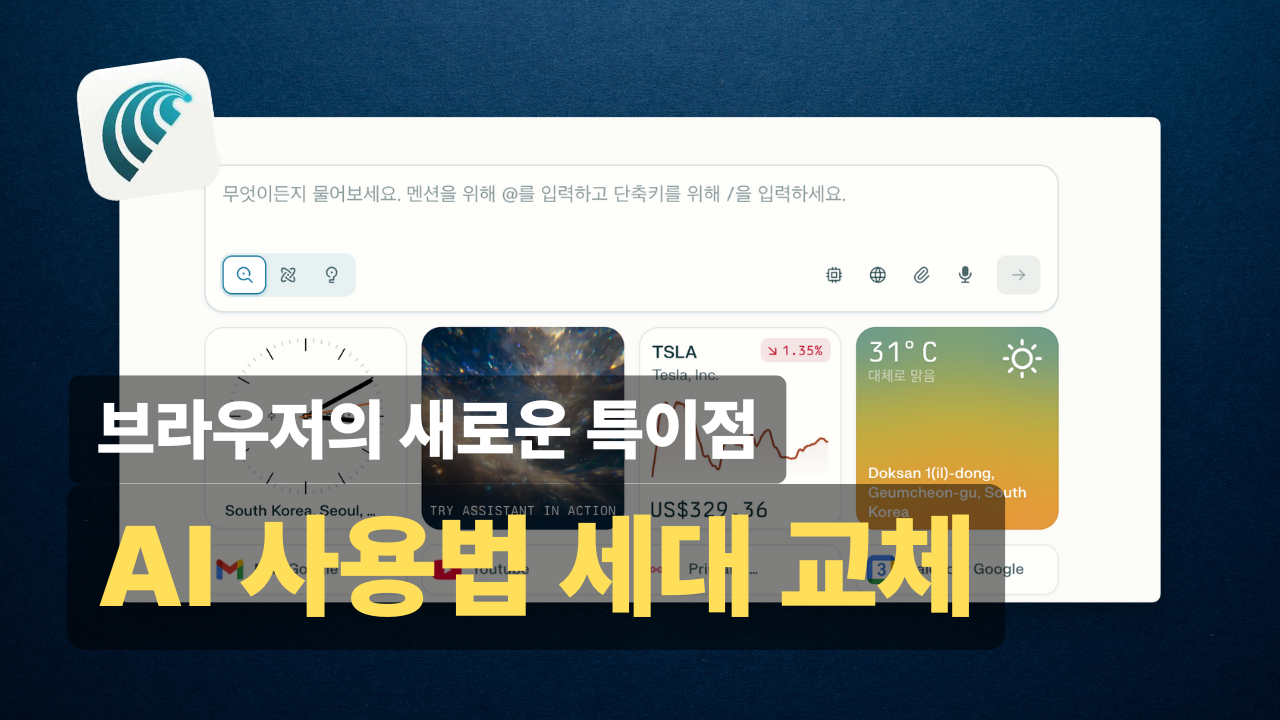 무엇이든지 물어보세요. 멘션을 위해 @를 입력하고 단축키를 위해 /을 입력하세요.
TSLA
1.35%
Tesla, Inc.
31° C
대체로 맑음
브라우저의 새로운 특이점
South Korea, Seoul, ...
TRY ASSISTANT IN ACTION
US$329.36
Doksan 1(il)-dong,
Geumcheon-gu, South
Korea
AI 사용법 세대 교체
Youtube
3
Google